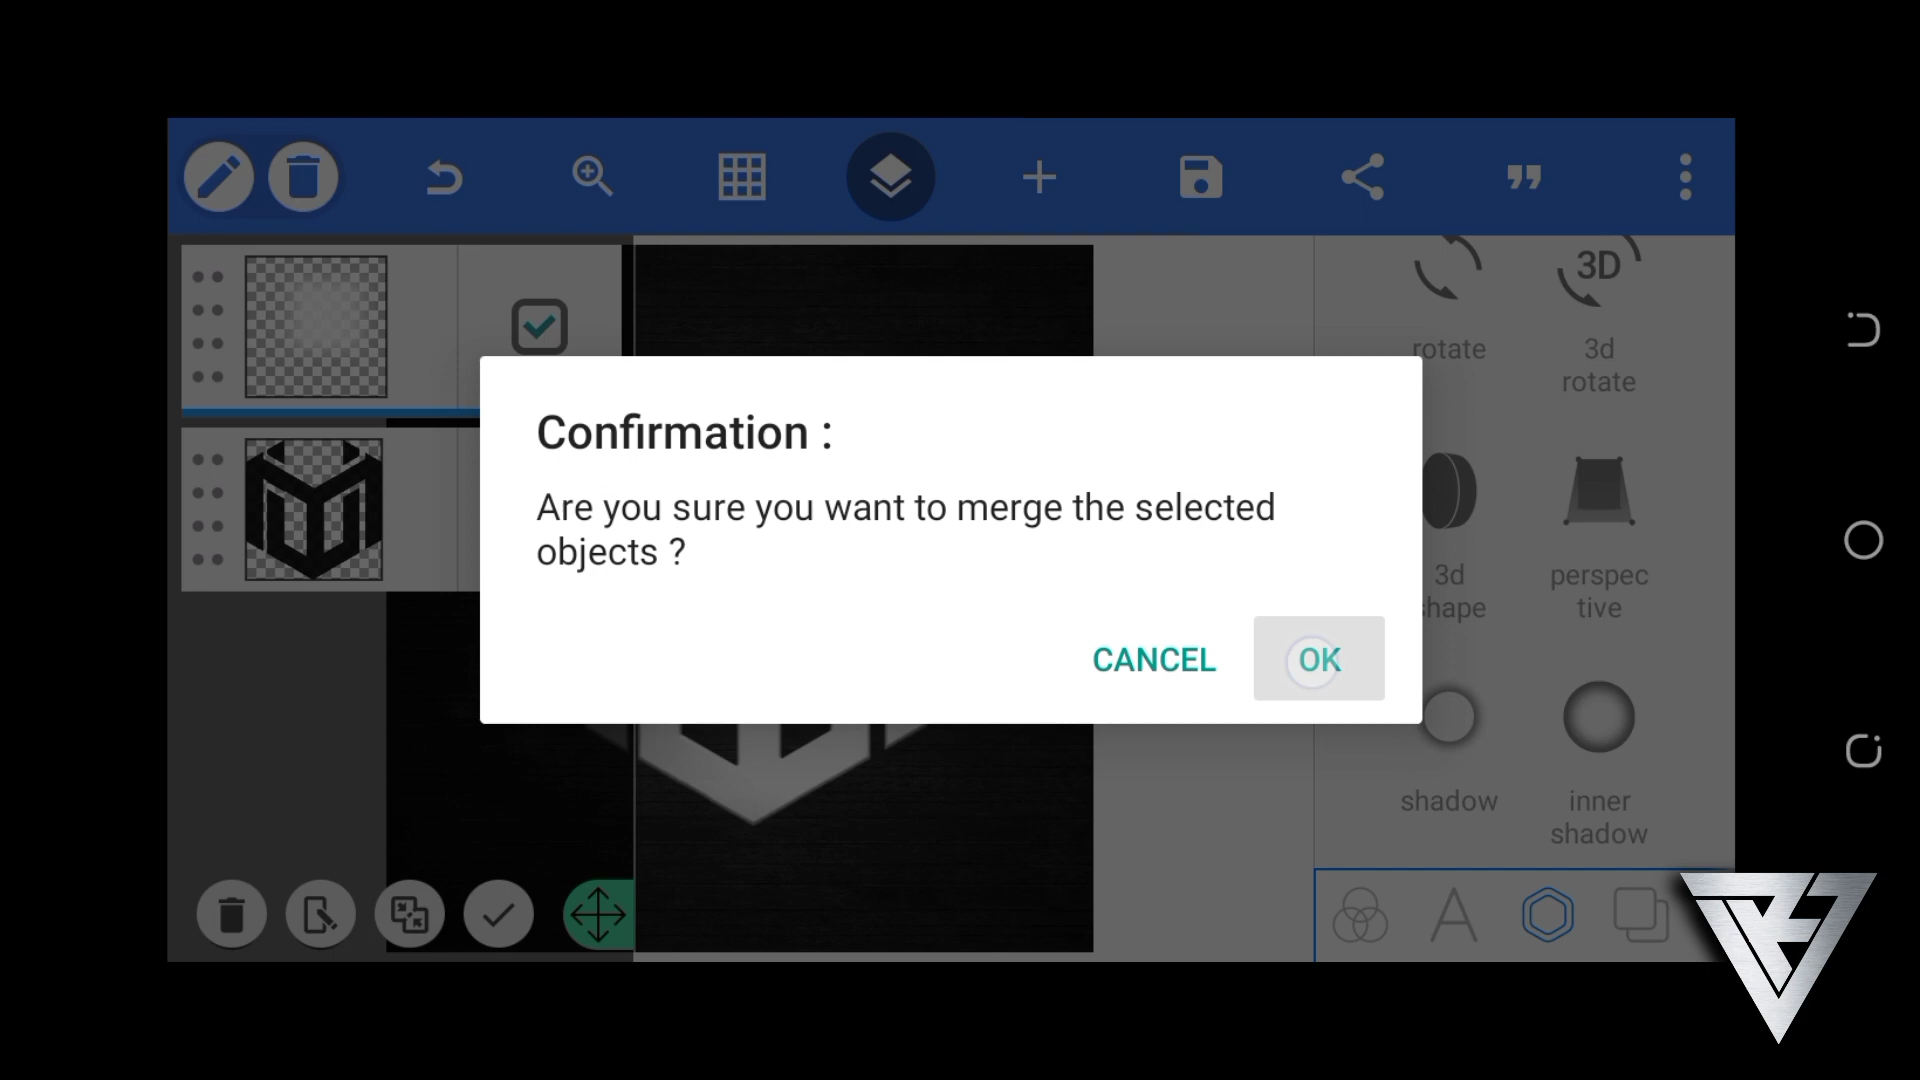 3D
rotate
3d
rotate
Confirmation :
Are you sure you want to merge the selected
objects ?
CANCEL
OK
3d
shape
perspec
tive
shadow
inner
shadow
A